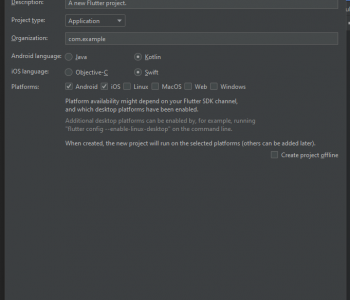 Description: A new Flutter project.
Project type: Application
Organization: com.example
Android language: Java Kotlin
iOS language: Objective-C Swift
Platforms: Android iOS Linux MacOS Web Windows
Platform availability might depend on your Flutter SDK channel,
and which desktop platforms have been enabled.
Additional desktop platforms can be enabled by, for example, running
"flutter config --enable-linux-desktop" on the command line.
When created, the new project will run on the selected platforms (others can be added later).
Create project offline